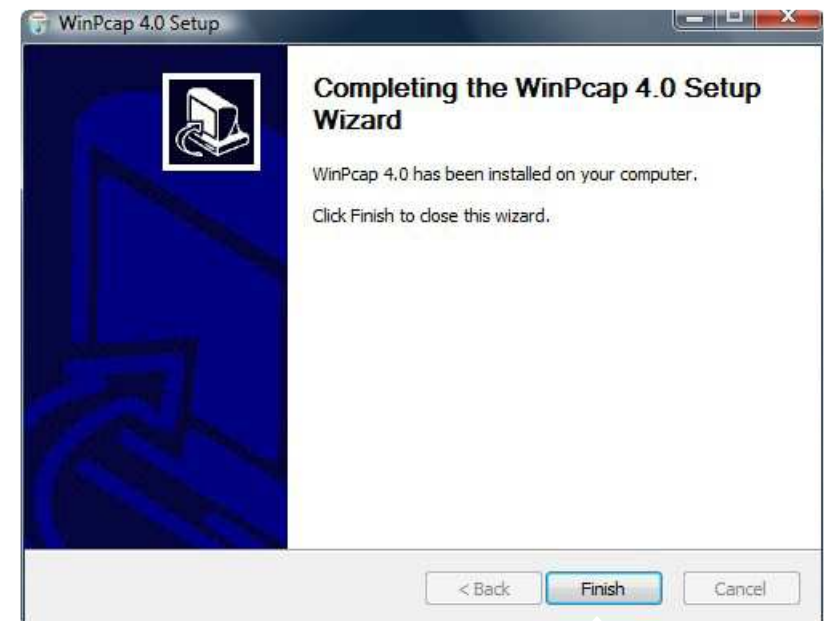 WinPcap 4.0 Setup
Completing the WinPcap 4.0 Setup
Wizard
WinPcap 4.0 has been installed on your computer.
Click Finish to close this wizard.
< Back
Finish
Cancel